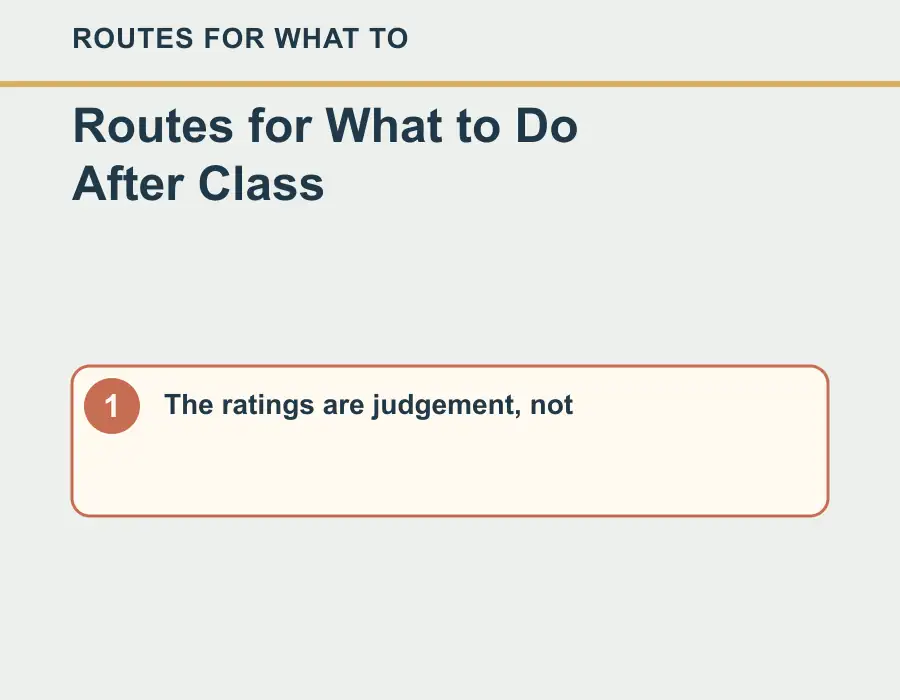 ROUTES FOR WHAT TO
Routes for What to Do
After Class
1
The ratings are judgement, not